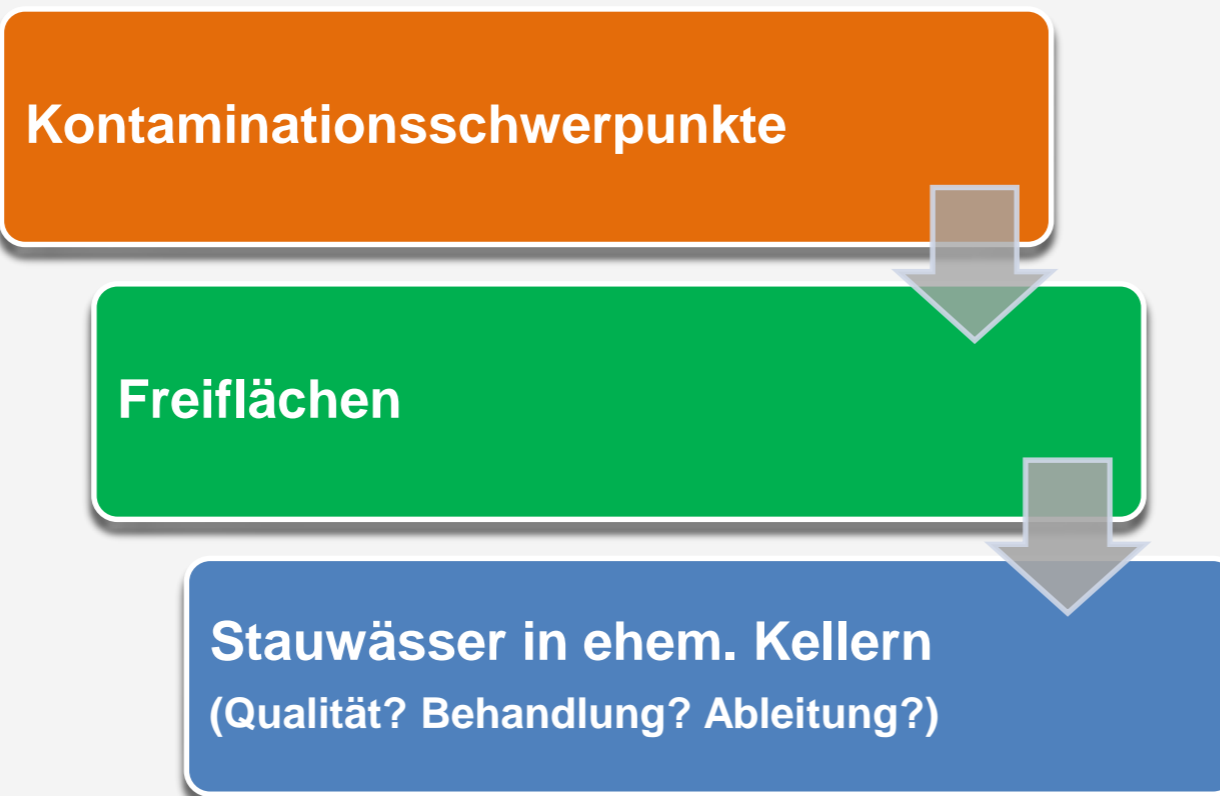 Kontaminationsschwerpunkte
Freiflächen
Stauwässer in ehem. Kellern
(Qualität? Behandlung? Ableitung?)